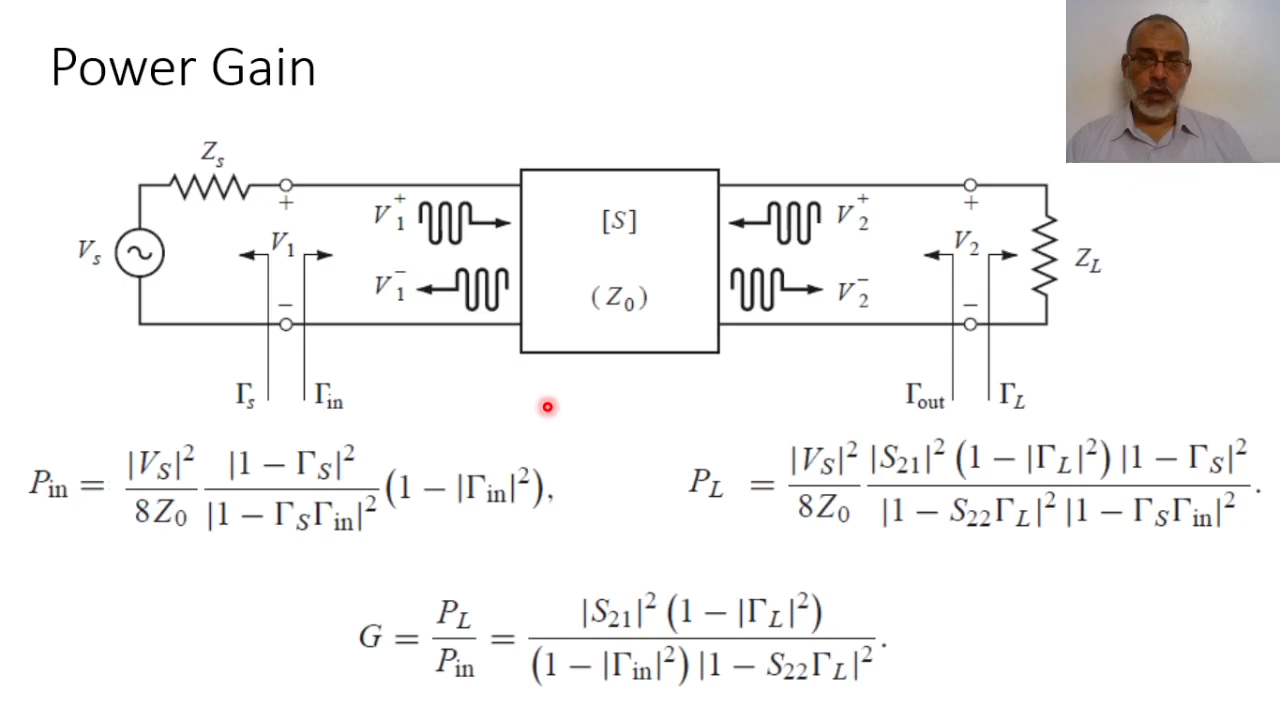 Power Gain
Z_s
V_s
+
V_1
−
V_1^+
V_1^−
[S]
(Z_0)
V_2^+
V_2^−
+
V_2
−
Z_L
Γ_s
Γ_in
Γ_out
Γ_L
P_in = |V_S|^2 / 8Z_0 |1 − Γ_S|^2 / |1 − Γ_SΓ_in|^2 (1 − |Γ_in|^2),
P_L = |V_S|^2 / 8Z_0 |S_21|^2 (1 − |Γ_L|^2) |1 − Γ_S|^2 / |1 − S_22Γ_L|^2 |1 − Γ_SΓ_in|^2 .
G = P_L / P_in = |S_21|^2 (1 − |Γ_L|^2) / (1 − |Γ_in|^2) |1 − S_22Γ_L|^2 .